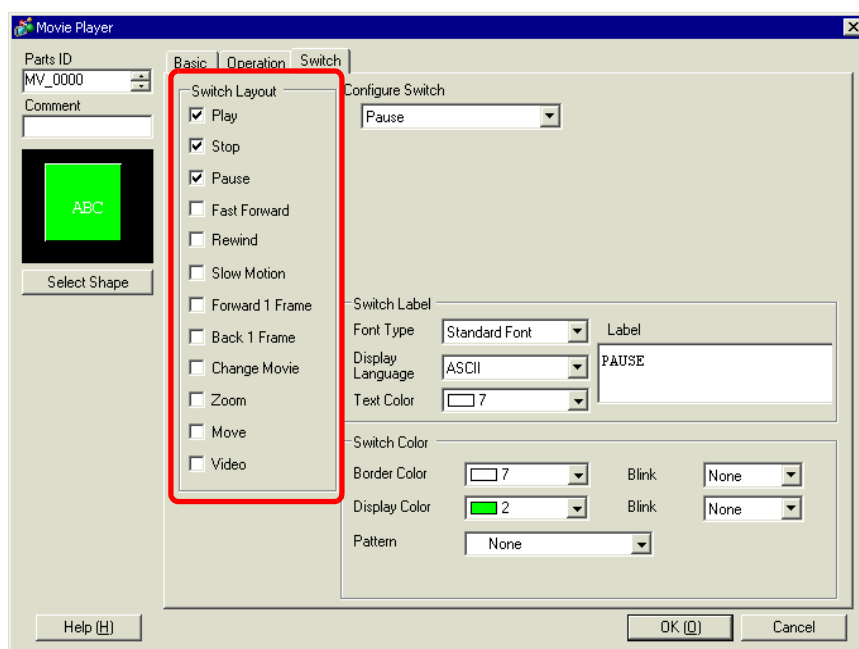 Movie Player
Parts ID
MV_0000
Comment
ABC
Select Shape
Basic
Operation
Switch
Switch Layout
Play
Stop
Pause
Fast Forward
Rewind
Slow Motion
Forward 1 Frame
Back 1 Frame
Change Movie
Zoom
Move
Video
Configure Switch
Pause
Switch Label
Font Type
Standard Font
Label
Display
Language
ASCII
PAUSE
Text Color
7
Switch Color
Border Color
7
Blink
None
Display Color
2
Blink
None
Pattern
None
Help (H)
OK (O)
Cancel